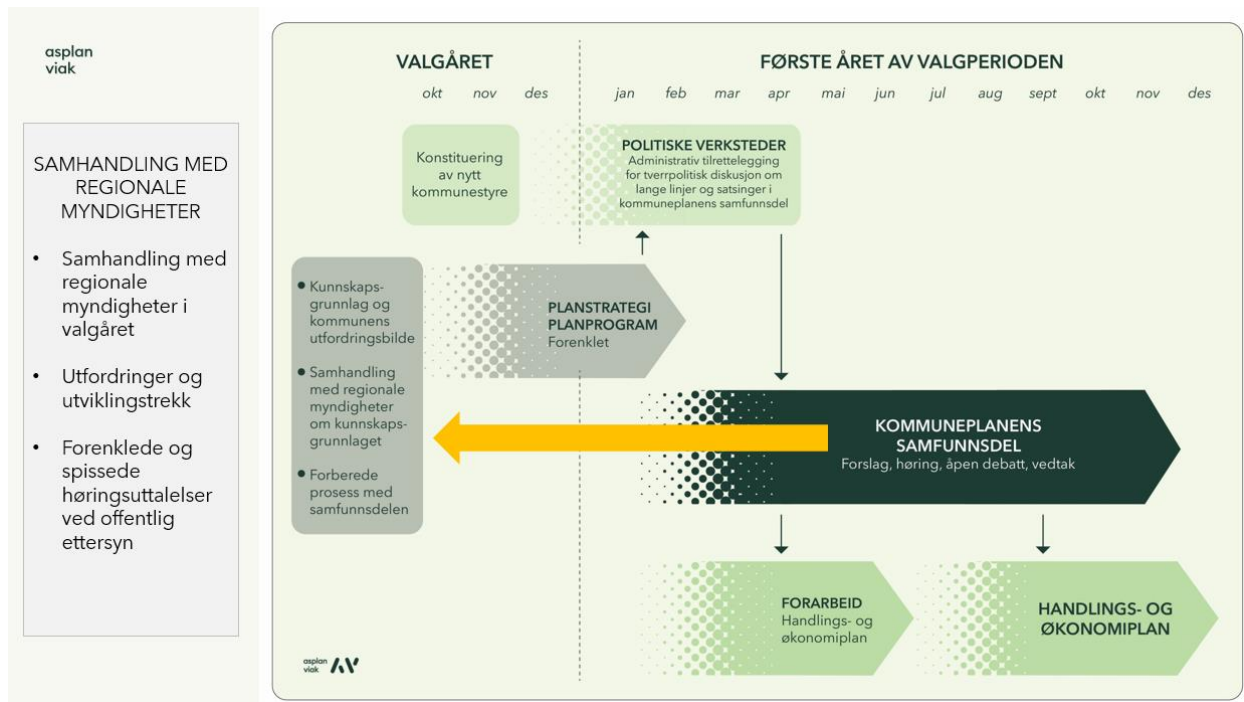 asplan
viak
SAMHANDLING MED
REGIONALE
MYNDIGHETER
• Samhandling med
regionale
myndigheter i
valgåret
• Utfordringer og
utviklingstrekk
• Forenklede og
spissede
høringsuttalelser
ved offentlig
ettersyn
VALGÅRET
FØRSTE ÅRET AV VALGPERIODEN
okt nov des jan feb mar apr mai jun jul aug sept okt nov des
Konstituering
av nytt
kommunestyre
POLITISKE VERKSTEDER
Administrativ tilrettelegging
for tverrpolitisk diskusjon om
lange linjer og satsinger i
kommuneplanens samfunnsdel
• Kunnskaps-
grunnlag og
kommunens
utfordringsbilde
• Samhandling
med regionale
myndigheter
om kunnskaps-
grunnlaget
• Forberede
prosess med
samfunnsdelen
PLANSTRATEGI
PLANPROGRAM
Forenklet
KOMMUNEPLANENS
SAMFUNNSDEL
Forslag, høring, åpen debatt, vedtak
FORARBEID
Handlings- og
økonomiplan
HANDLINGS- OG
ØKONOMIPLAN
asplan
viak